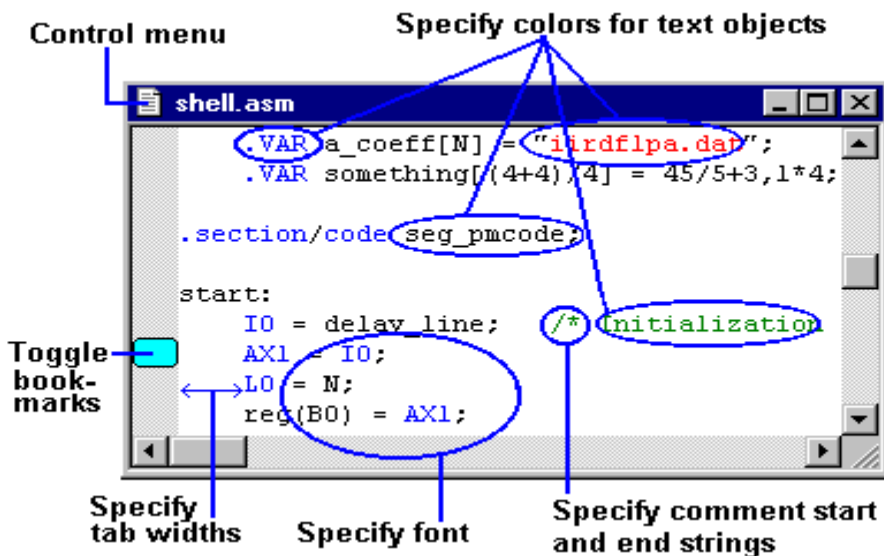 Control menu
Specify colors for text objects
shell.asm
.VAR a_coeff[N] = "iirdflpa.dat";
.VAR something[(4+4)/4] = 45/5+3,1*4;
.section/code seg_pmcode;
start:
I0 = delay_line; /* Initialization
AX1 = I0;
L0 = N;
reg(B0) = AX1;
Toggle
book-
marks
Specify
tab widths
Specify font
Specify comment start
and end strings